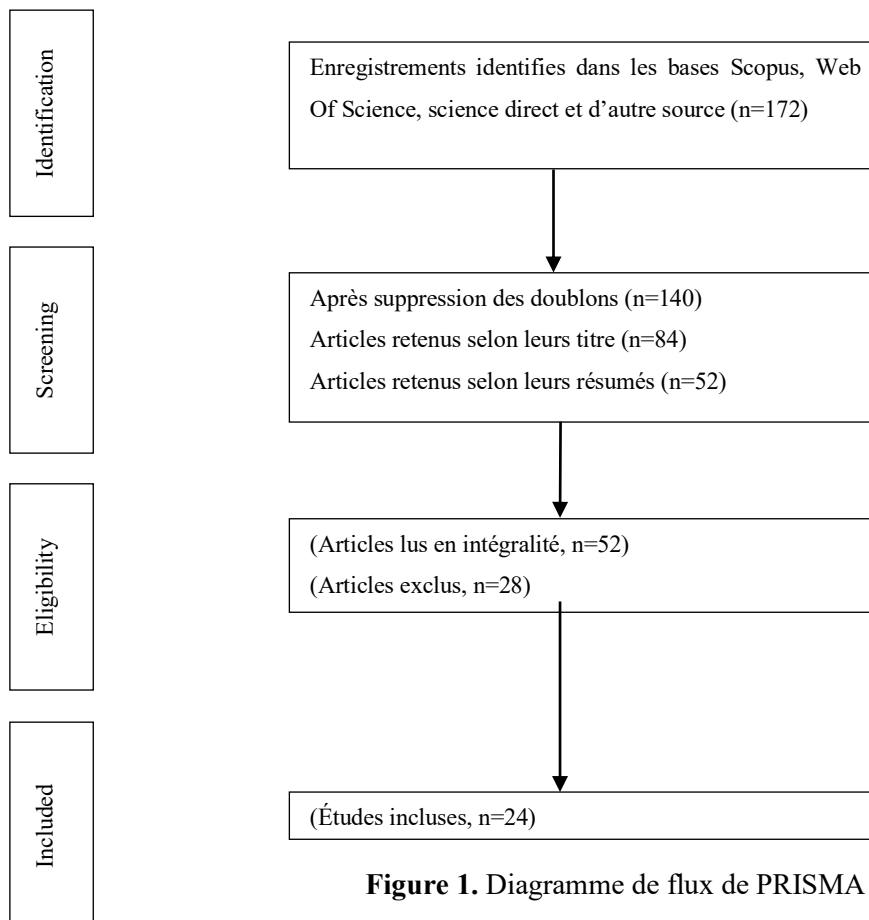 Identification
Enregistrements identifies dans les bases Scopus, Web
Of Science, science direct et d'autre source (n=172)
Screening
Après suppression des doublons (n=140)
Articles retenus selon leurs titre (n=84)
Articles retenus selon leurs résumés (n=52)
Eligibility
(Articles lus en intégralité, n=52)
(Articles exclus, n=28)
Included
(Études incluses, n=24)
Figure 1. Diagramme de flux de PRISMA